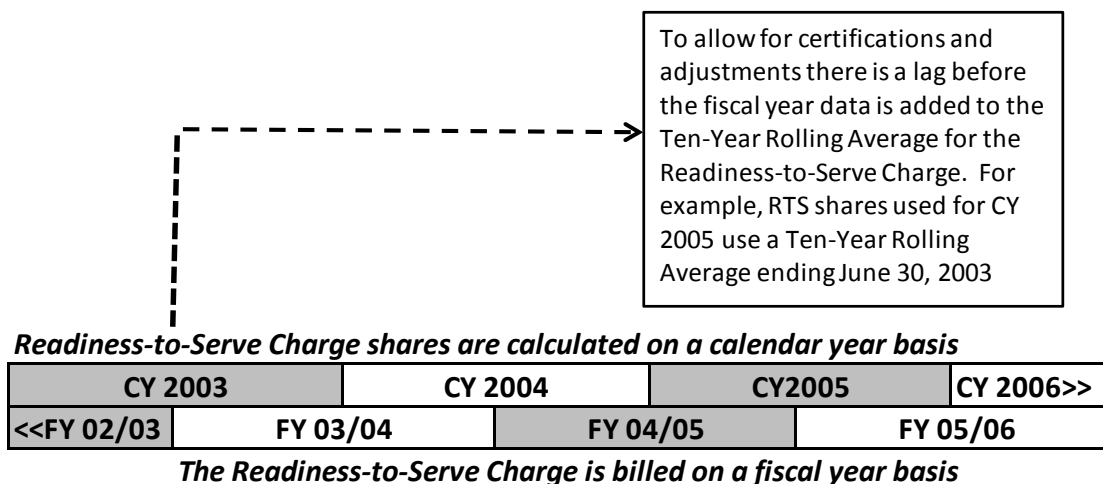 To allow for certifications and
adjustments there is a lag before
the fiscal year data is added to the
Ten-Year Rolling Average for the
Readiness-to-Serve Charge. For
example, RTS shares used for CY
2005 use a Ten-Year Rolling
Average ending June 30, 2003
Readiness-to-Serve Charge shares are calculated on a calendar year basis
CY 2003 CY 2004 CY2005 CY 2006>>
<<FY 02/03 FY 03/04 FY 04/05 FY 05/06
The Readiness-to-Serve Charge is billed on a fiscal year basis